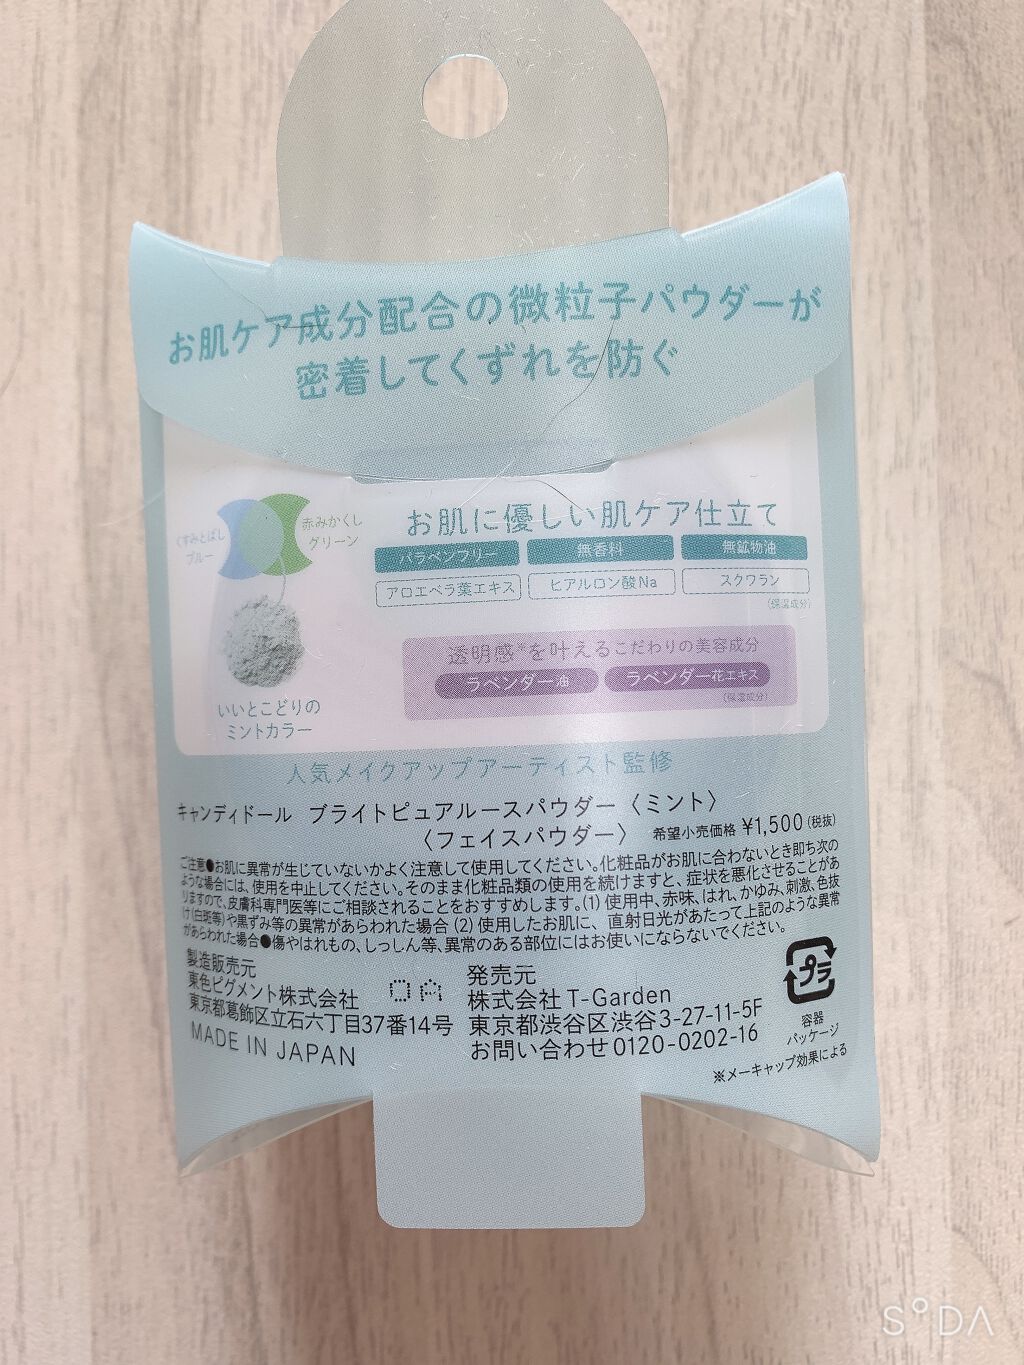 お肌ケア成分配合の微粒子パウダーが
密着してくずれを防ぐ
くすみとばし
ブルー
赤みかくし
グリーン
いいとこどりの
ミントカラー
お肌に優しい肌ケア仕立て
パラベンフリー 無香料 無鉱物油
アロエベラ葉エキス ヒアルロン酸Na スクワラン
(保湿成分)
透明感*を叶えるこだわりの美容成分
ラベンダー油 ラベンダー花エキス
(保湿成分)
人気メイクアップアーティスト監修
キャンディドール ブライトピュアルースパウダー〈ミント〉
〈フェイスパウダー〉 希望小売価格 ¥1,500(税抜)
ご注意●お肌に異常が生じていないかよく注意して使用してください。化粧品がお肌に合わないとき即ち次の
ような場合には、使用を中止してください。そのまま化粧品類の使用を続けますと、症状を悪化させることがあ
りますので、皮膚科専門医等にご相談されることをおすすめします。(1) 使用中、赤味、はれ、かゆみ、刺激、色抜
け(白斑等)や黒ずみ等の異常があらわれた場合 (2) 使用したお肌に、直射日光があたって上記のような異常
があらわれた場合●傷やはれもの、しっしん等、異常のある部位にはお使いにならないでください。
製造販売元
東色ピグメント株式会社
東京都葛飾区立石六丁目37番14号
MADE IN JAPAN
0A
発売元
株式会社 T-Garden
東京都渋谷区渋谷3-27-11-5F
お問い合わせ 0120-0202-16
プラ
容器
パッケージ
※メーキャップ効果による
SODA